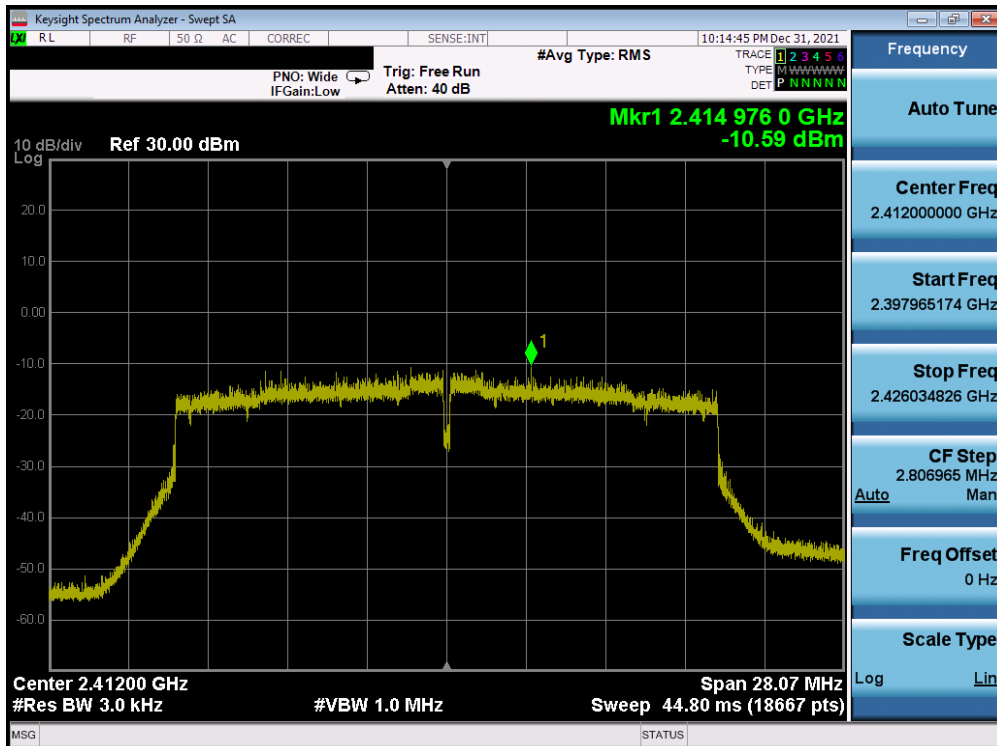 Keysight Spectrum Analyzer - Swept SA
LXI RL RF 50 Ω AC CORREC SENSE:INT 10:14:45 PM Dec 31, 2021
#Avg Type: RMS
TRACE 1 2 3 4 5 6
PNO: Wide Trig: Free Run
TYPE M WWWWW
IFGain:Low Atten: 40 dB
DET P N N N N N
Mkr1 2.414 976 0 GHz
-10.59 dBm
10 dB/div Ref 30.00 dBm
Log
20.0
10.0
0.00
-10.0
-20.0
-30.0
-40.0
-50.0
-60.0
1
Center 2.41200 GHz Span 28.07 MHz
#Res BW 3.0 kHz #VBW 1.0 MHz Sweep 44.80 ms (18667 pts)
MSG STATUS
Frequency
Auto Tune
Center Freq
2.412000000 GHz
Start Freq
2.397965174 GHz
Stop Freq
2.426034826 GHz
CF Step
2.806965 MHz
Auto Man
Freq Offset
0 Hz
Scale Type
Log Lin